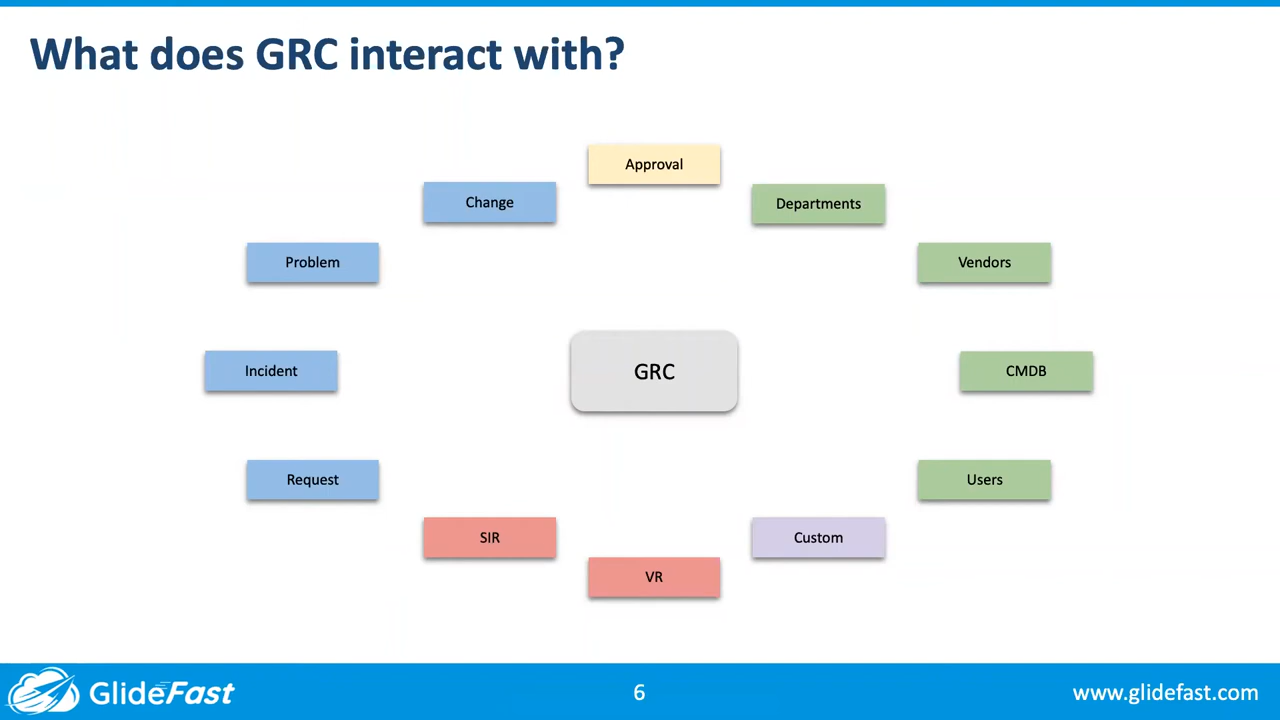 What does GRC interact with?
Approval
Change
Departments
Problem
Vendors
GRC
Incident
CMDB
Request
Users
SIR
Custom
VR
GlideFast
6
www.glidefast.com